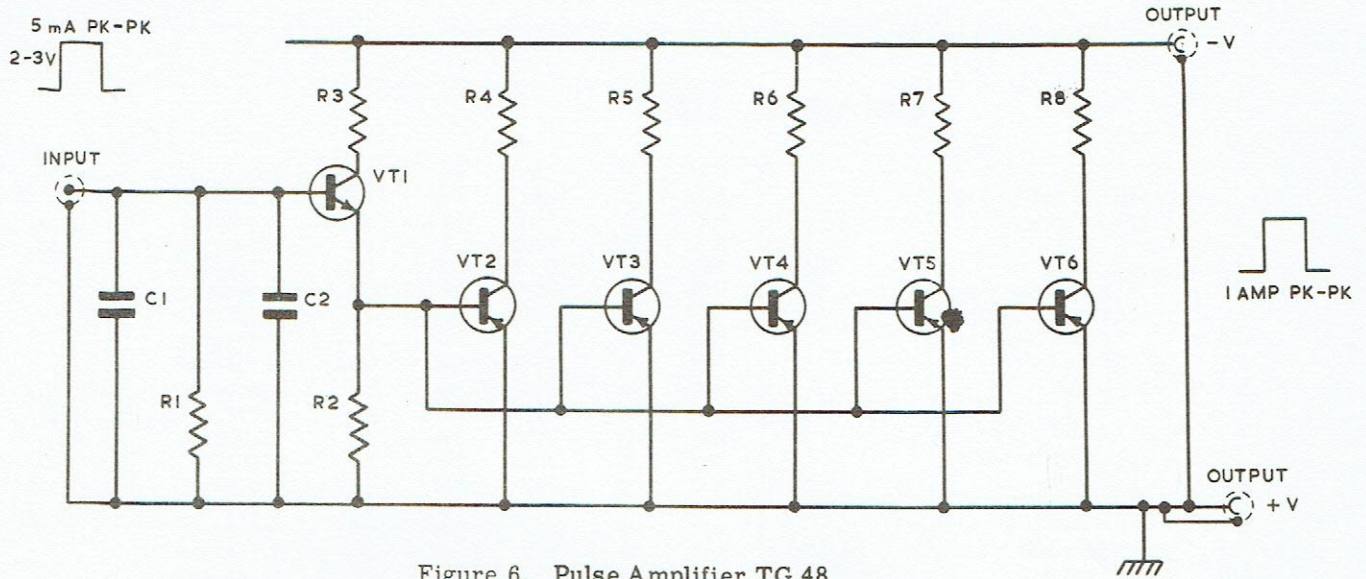 5 mA PK-PK
2-3V
OUTPUT
-V
R3
R4
R5
R6
R7
R8
INPUT
VT1
VT2
VT3
VT4
VT5
VT6
C1
C2
1 AMP PK-PK
R1
R2
OUTPUT
+V
Figure 6. Pulse Amplifier TG 48